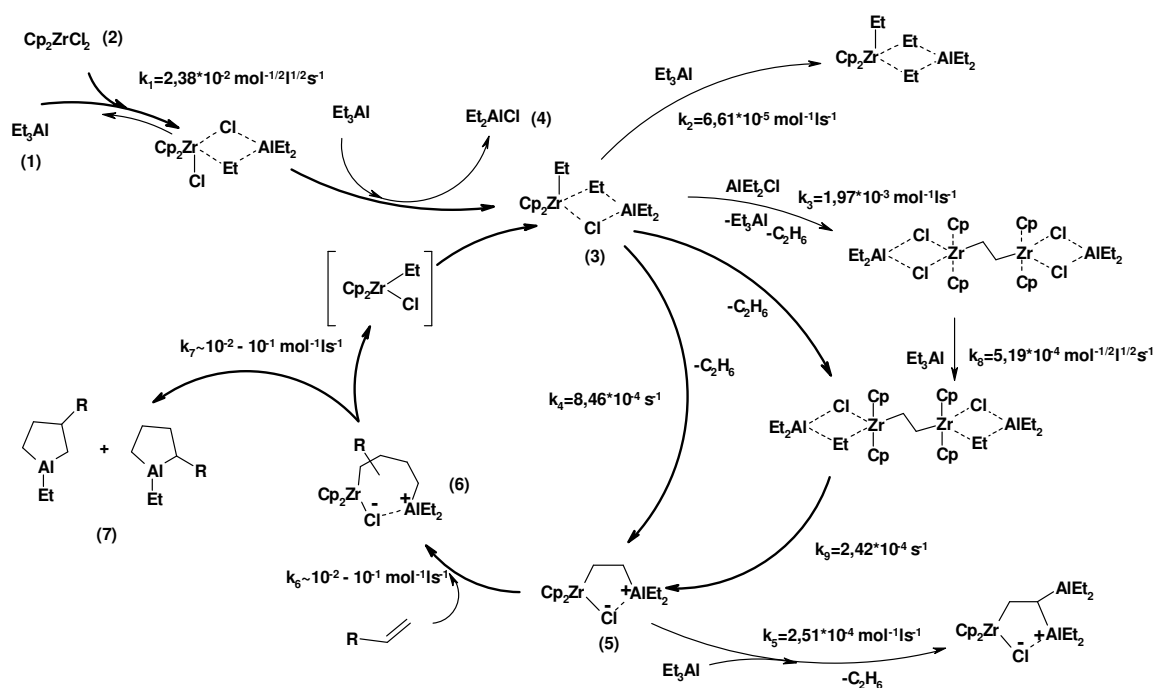 Cp₂ZrCl₂ (2)
k₁=2,38*10⁻² mol⁻¹/²l¹/²s⁻¹
Et₃Al
(1)
Cp₂Zr
Cl
Et
AlEt₂
Cl
Et₃Al
Et₂AlCl (4)
Et
Cp₂Zr
Et
Cl
AlEt₂
(3)
Et₃Al
k₂=6,61*10⁻⁵ mol⁻¹ls⁻¹
Et
Cp₂Zr
Et
Et
AlEt₂
AlEt₂Cl
-Et₃Al
-C₂H₆
k₃=1,97*10⁻³ mol⁻¹ls⁻¹
Et₂Al
Cl
Cl
Cp
Zr
Cp
Cp
Zr
Cp
Cl
Cl
AlEt₂
Et₃Al
k₈=5,19*10⁻⁴ mol⁻¹/²l¹/²s⁻¹
-C₂H₆
-C₂H₆
k₄=8,46*10⁻⁴ s⁻¹
Et₂Al
Cl
Et
Cp
Zr
Cp
Cp
Zr
Cp
Cl
Et
AlEt₂
k₉=2,42*10⁻⁴ s⁻¹
Cp₂Zr
Et
Cl
k₇~10⁻² - 10⁻¹ mol⁻¹ls⁻¹
R
Al
Et
+
Al
R
Et
(7)
R
Cp₂Zr
-
Cl
+
AlEt₂
(6)
k₆~10⁻² - 10⁻¹ mol⁻¹ls⁻¹
R
Cp₂Zr
-
Cl
+AlEt₂
(5)
k₅=2,51*10⁻⁴ mol⁻¹ls⁻¹
Et₃Al
-C₂H₆
AlEt₂
Cp₂Zr
-
Cl
+
AlEt₂